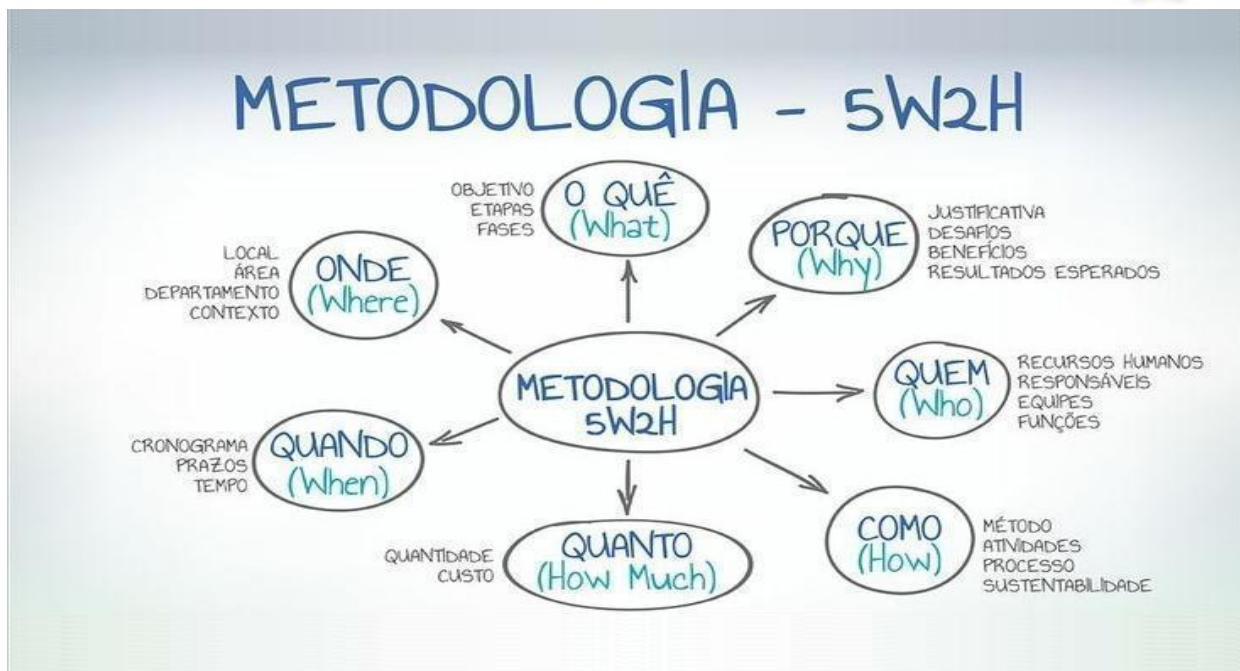 METODOLOGIA - 5W2H
OBJETIVO
ETAPAS
FASES
O QUÊ
(What)
PORQUE
(Why)
JUSTIFICATIVA
DESAFIOS
BENEFÍCIOS
RESULTADOS ESPERADOS
LOCAL
ÁREA
DEPARTAMENTO
CONTEXTO
ONDE
(Where)
METODOLOGIA
5W2H
QUEM
(Who)
RECURSOS HUMANOS
RESPONSÁVEIS
EQUIPES
FUNÇÕES
CRONOGRAMA
PRAZOS
TEMPO
QUANDO
(When)
QUANTIDADE
CUSTO
QUANTO
(How Much)
COMO
(How)
MÉTODO
ATIVIDADES
PROCESSO
SUSTENTABILIDADE